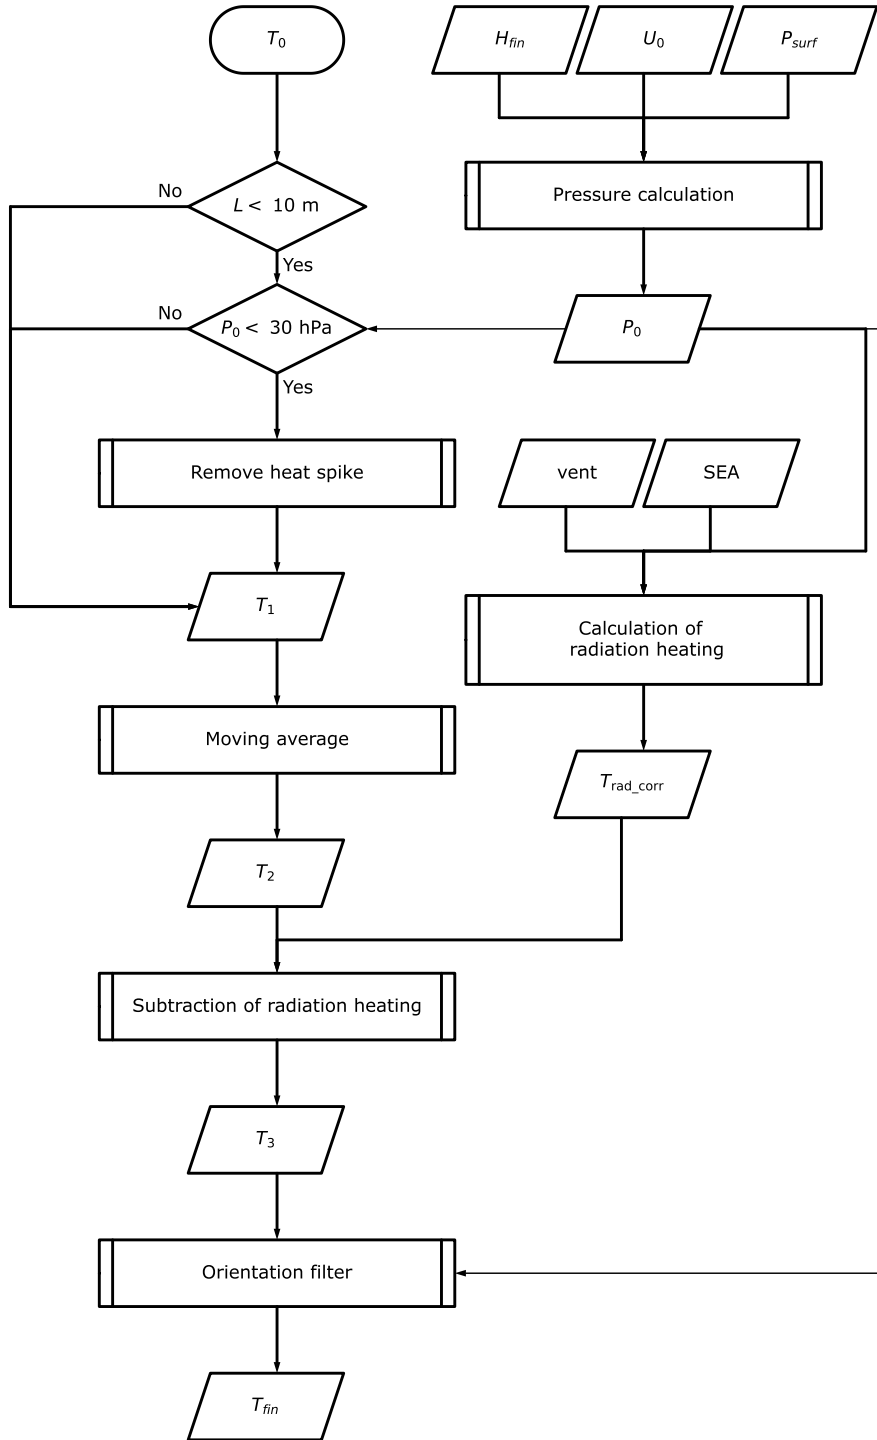 T0
Hfin
U0
Psurf
No
L < 10 m
Pressure calculation
Yes
No
P0 < 30 hPa
P0
Yes
Remove heat spike
vent
SEA
T1
Calculation of
radiation heating
Moving average
Trad_corr
T2
Subtraction of radiation heating
T3
Orientation filter
Tfin